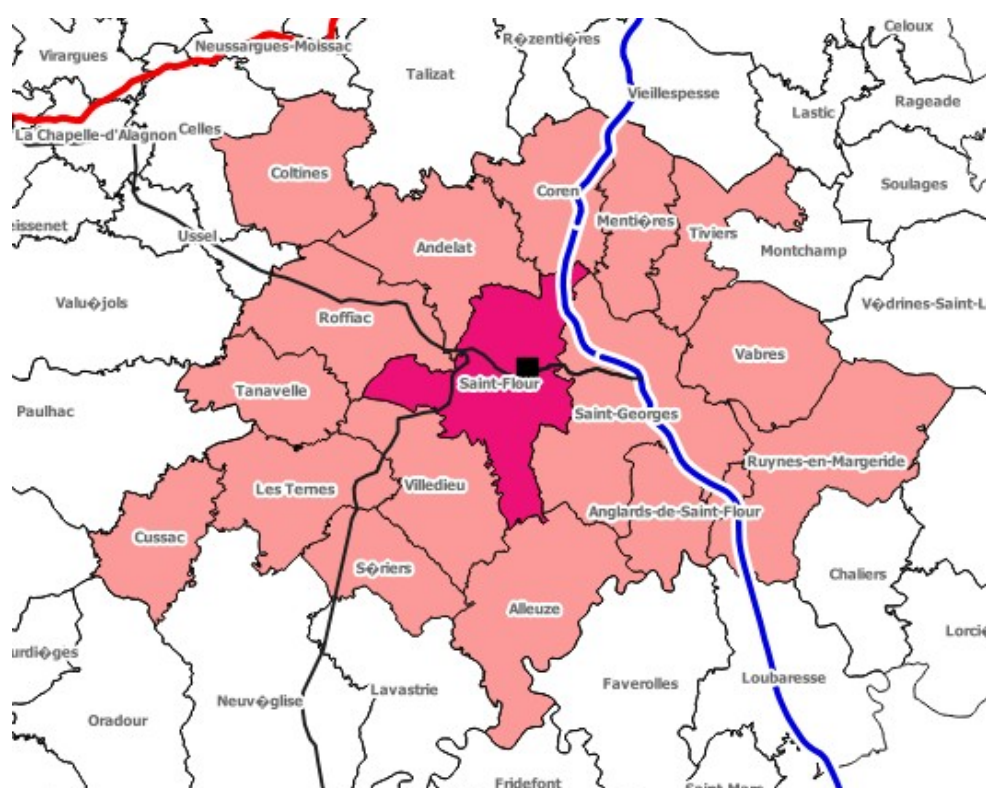 Celoux
Virargues
Neussargues-Moissac
R�zenti�res
Talizat
Vieillespesse
Rageade
Lastic
La Chapelle-d'Alagnon
Celles
Coltines
Soulages
Coren
Menti�res
eissenet
Ussel
Tiviers
Andelat
Montchamp
Valu�jols
V�drines-Saint-L
Roffiac
Vabres
Saint-Flour
Tanavelle
Paulhac
Saint-Georges
Ruynes-en-Margeride
Villedieu
Les Ternes
Anglards-de-Saint-Flour
Cussac
S�riers
Chaliers
Alleuze
Lorci�
urdi�ges
Loubaresse
Faverolles
Lavastrie
Neuv�glise
Oradour
Fridefont
Saint-Marc